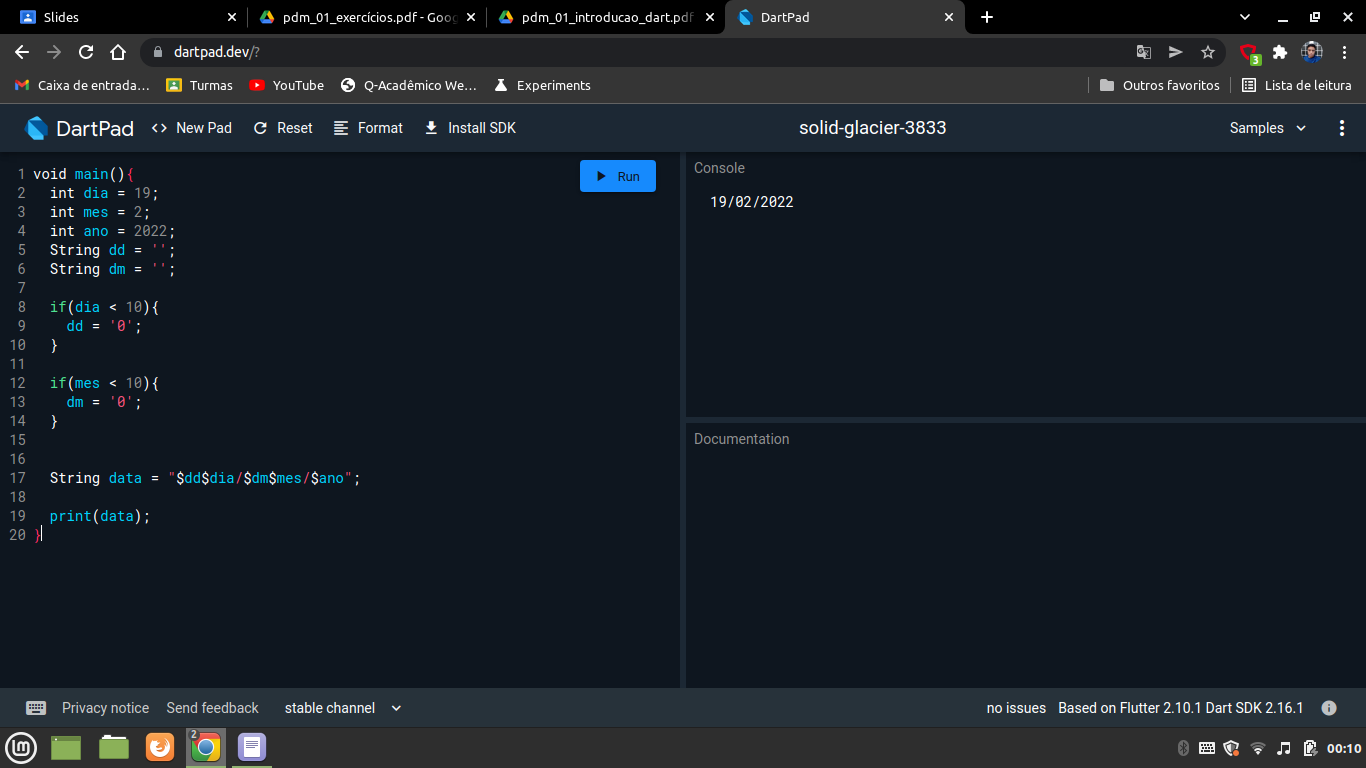 Slides
pdm_01_exercícios.pdf - Goog
pdm_01_introducao_dart.pdf
DartPad
dartpad.dev/?
3
Caixa de entrada...
Turmas
YouTube
Q-Acadêmico We...
Experiments
Outros favoritos
Lista de leitura
DartPad
<> New Pad
Reset
Format
Install SDK
solid-glacier-3833
Samples
1 void main(){
2 int dia = 19;
3 int mes = 2;
4 int ano = 2022;
5 String dd = '';
6 String dm = '';
7
8 if(dia < 10){
9 dd = '0';
10 }
11
12 if(mes < 10){
13 dm = '0';
14 }
15
16
17 String data = "$dd$dia/$dm$mes/$ano";
18
19 print(data);
20 }
Run
Console
19/02/2022
Documentation
Privacy notice
Send feedback
stable channel
no issues
Based on Flutter 2.10.1 Dart SDK 2.16.1
2
00:10